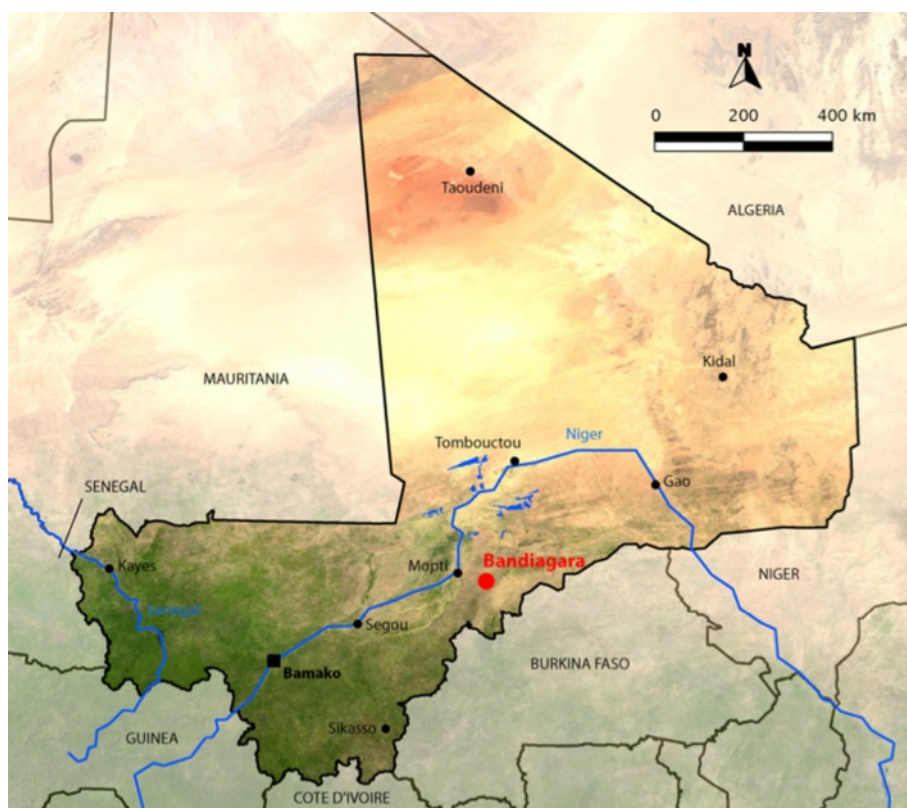 N
0 200 400 km
Taoudeni
ALGERIA
Kidal
MAURITANIA
Tombouctou
Niger
Gao
SENEGAL
Kayes
Mopti
Bandiagara
NIGER
Senegal
Segou
BURKINA FASO
Bamako
Sikasso
GUINEA
COTE D'IVOIRE